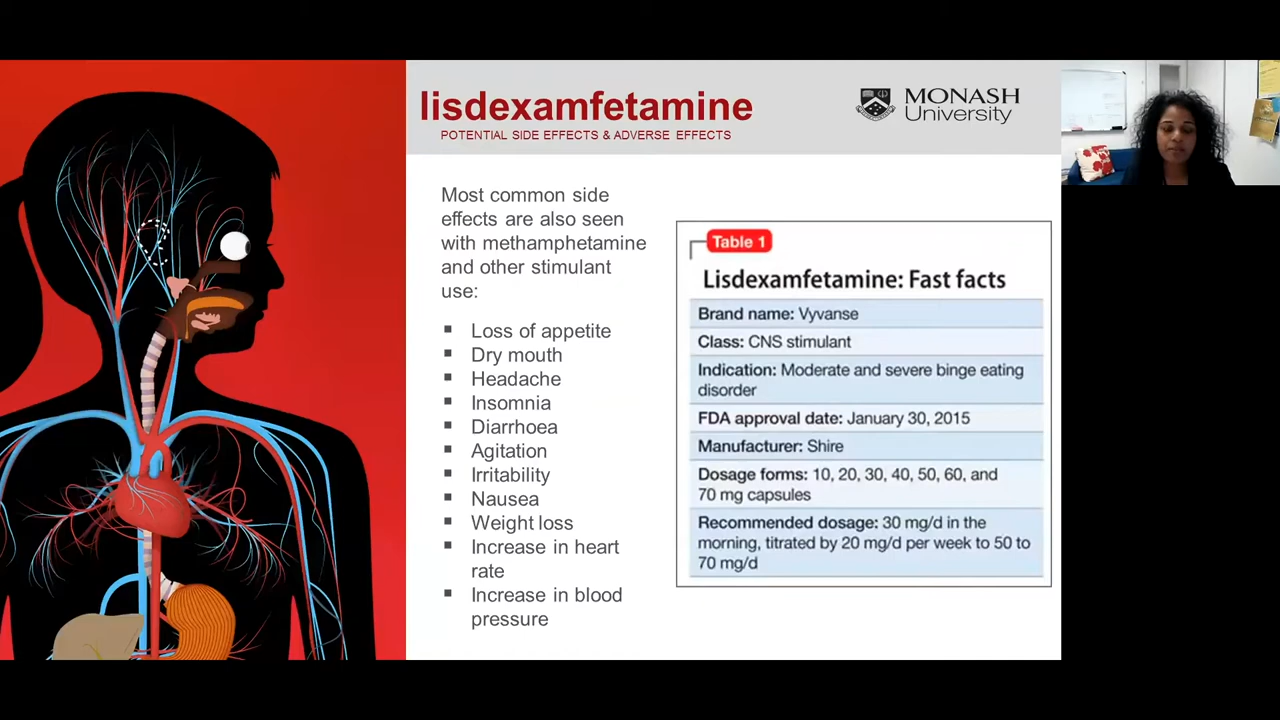 lisdexamfetamine
POTENTIAL SIDE EFFECTS & ADVERSE EFFECTS
MONASH
University
Most common side
effects are also seen
with methamphetamine
and other stimulant
use:
▪ Loss of appetite
▪ Dry mouth
▪ Headache
▪ Insomnia
▪ Diarrhoea
▪ Agitation
▪ Irritability
▪ Nausea
▪ Weight loss
▪ Increase in heart
rate
▪ Increase in blood
pressure
Table 1
Lisdexamfetamine: Fast facts
Brand name: Vyvanse
Class: CNS stimulant
Indication: Moderate and severe binge eating
disorder
FDA approval date: January 30, 2015
Manufacturer: Shire
Dosage forms: 10, 20, 30, 40, 50, 60, and
70 mg capsules
Recommended dosage: 30 mg/d in the
morning, titrated by 20 mg/d per week to 50 to
70 mg/d